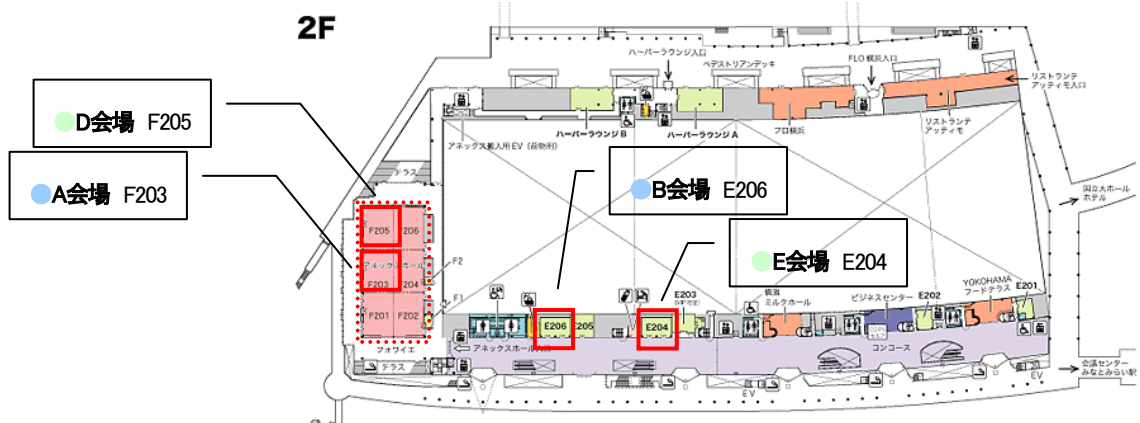 2F
ハーバーラウンジ入口
ペデストリアンデッキ
FLO 横浜入口
リストランテ
アッティモ入口
D会場 F205
ハーバーラウンジ B
ハーバーラウンジ A
フロ横浜
リストランテ
アッティモ
アネックス搬入用 EV（荷物用）
テラス
A会場 F203
B会場 E206
国立大ホール
ホテル
F205
206
アネックスホール
F203
204
F2
E会場 E204
F1
F201
F202
E206
E205
E204
E203
横濱
ミルクホール
ビジネスセンター
E202
YOKOHAMA
フードテラス
E201
フォワイエ
アネックスホール入口
コンコース
テラス
EV
EV
会議センター
みなとみらい駅